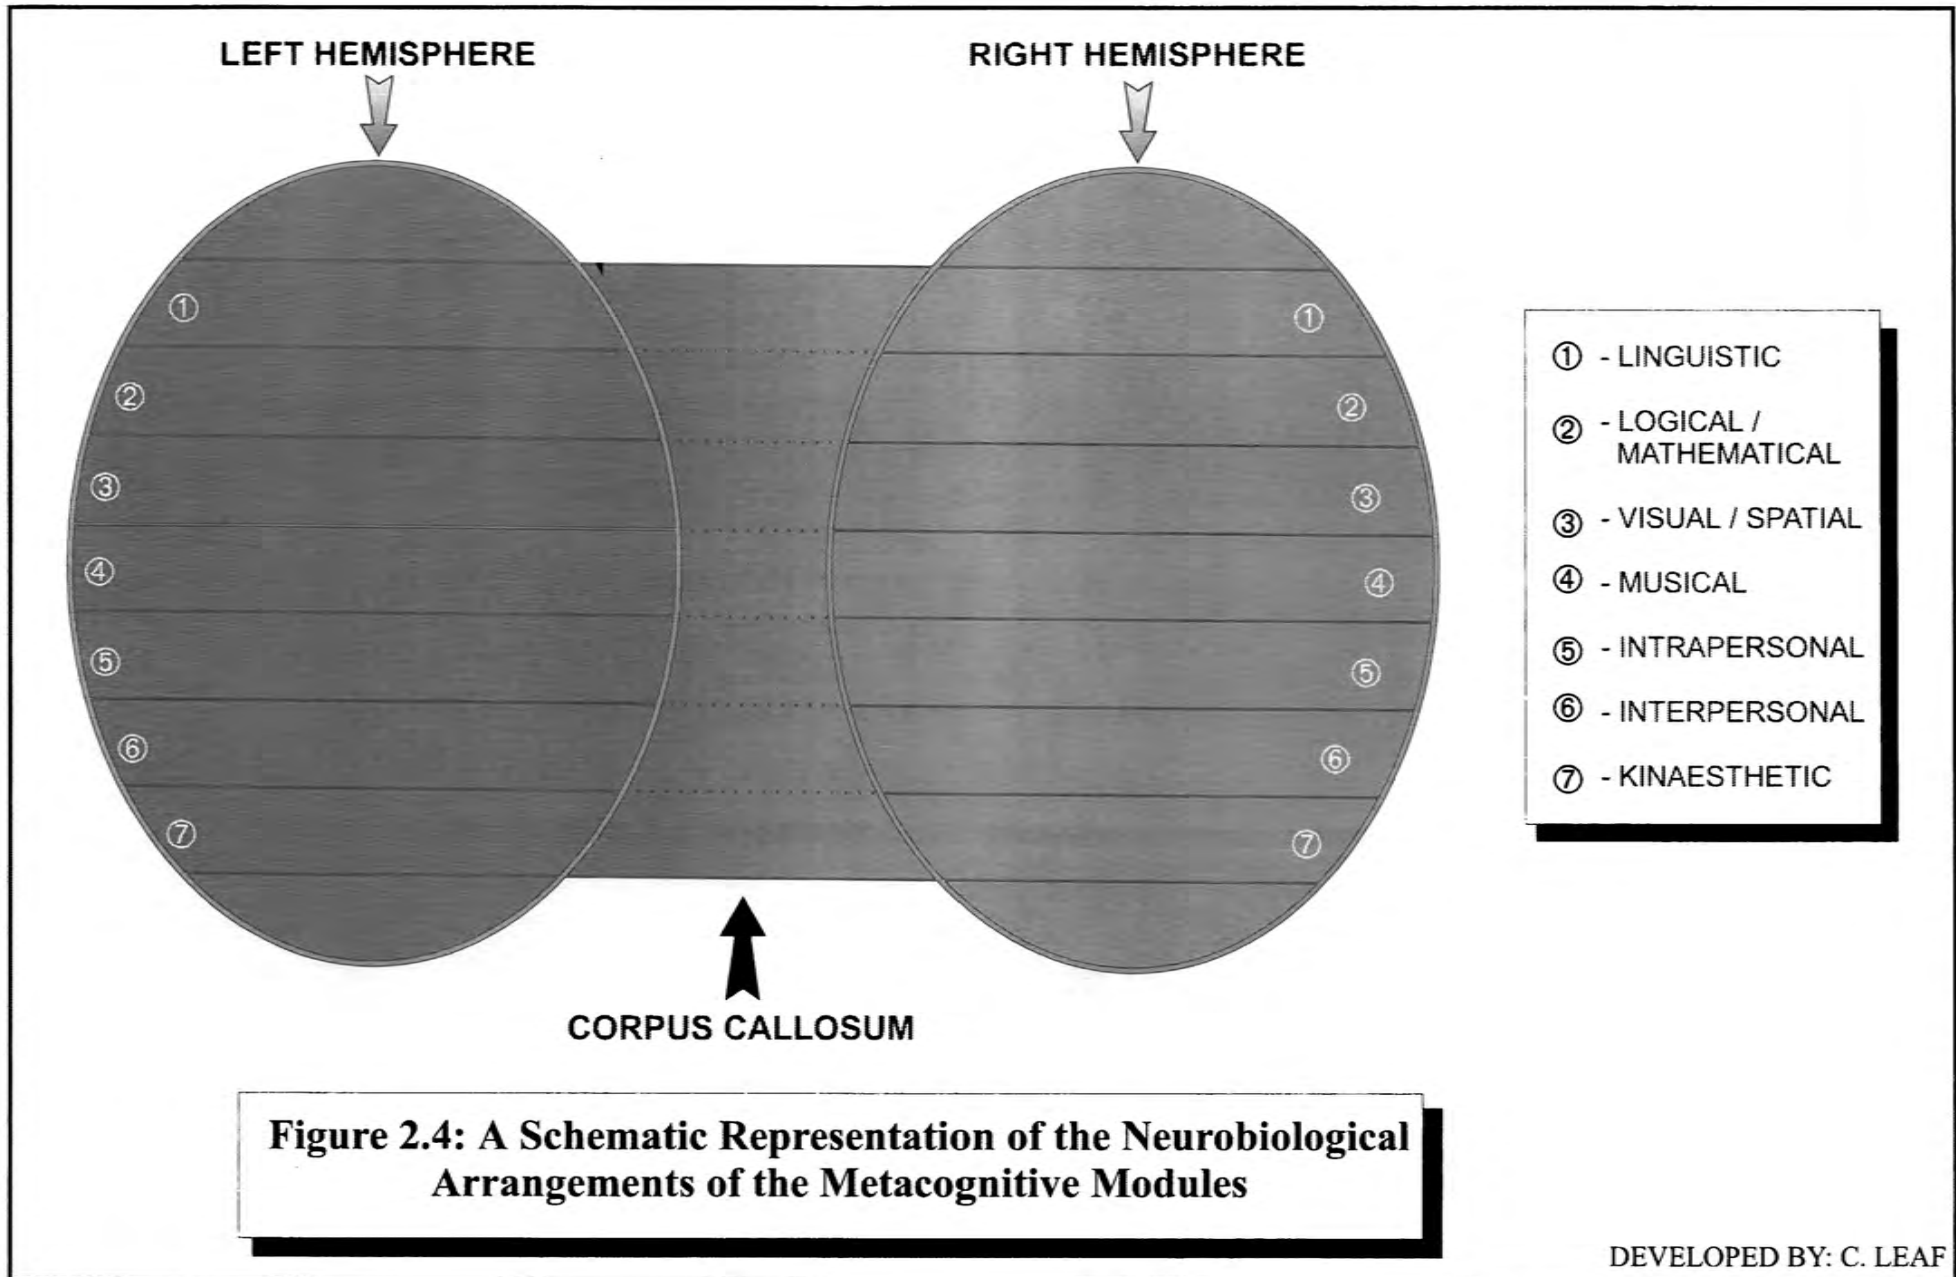 LEFT HEMISPHERE
RIGHT HEMISPHERE
① ①
② ②
③ ③
④ ④
⑤ ⑤
⑥ ⑥
⑦ ⑦
① - LINGUISTIC
② - LOGICAL /
MATHEMATICAL
③ - VISUAL / SPATIAL
④ - MUSICAL
⑤ - INTRAPERSONAL
⑥ - INTERPERSONAL
⑦ - KINAESTHETIC
CORPUS CALLOSUM
Figure 2.4: A Schematic Representation of the Neurobiological
Arrangements of the Metacognitive Modules
DEVELOPED BY: C. LEAF